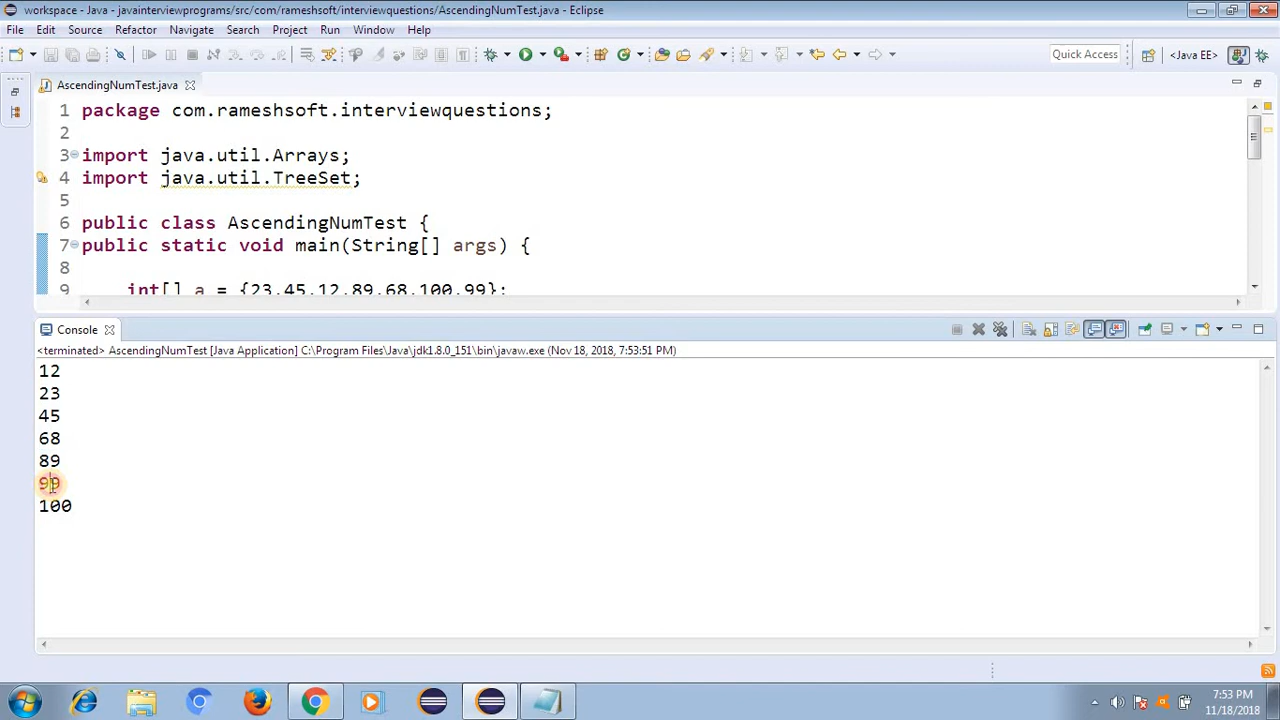 workspace - Java - javainterviewprograms/src/com/rameshsoft/interviewquestions/AscendingNumTest.java - Eclipse
File Edit Source Refactor Navigate Search Project Run Window Help
Quick Access
<Java EE>
AscendingNumTest.java
1 package com.rameshsoft.interviewquestions;
2
3 import java.util.Arrays;
4 import java.util.TreeSet;
5
6 public class AscendingNumTest {
7 public static void main(String[] args) {
8
9 int[] a = {23,45,12,89,68,100,99};
Console
<terminated> AscendingNumTest [Java Application] C:\Program Files\Java\jdk1.8.0_151\bin\javaw.exe (Nov 18, 2018, 7:53:51 PM)
12
23
45
68
89
99
100
7:53 PM
11/18/2018